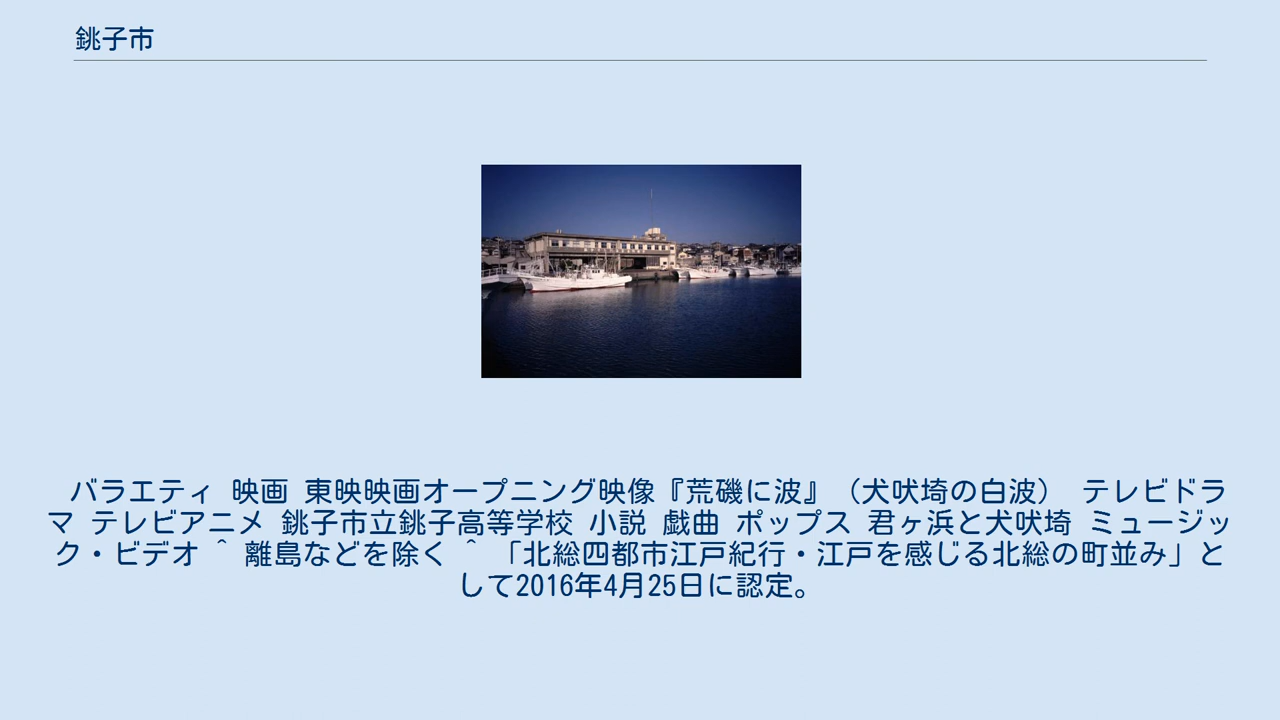 銚子市
バラエティ 映画 東映映画オープニング映像『荒磯に波』（犬吠埼の白波） テレビドラ
マ テレビアニメ 銚子市立銚子高等学校 小説 戯曲 ポップス 君ヶ浜と犬吠埼 ミュージッ
ク・ビデオ ^ 離島などを除く ^ 「北総四都市江戸紀行・江戸を感じる北総の町並み」と
して2016年4月25日に認定。